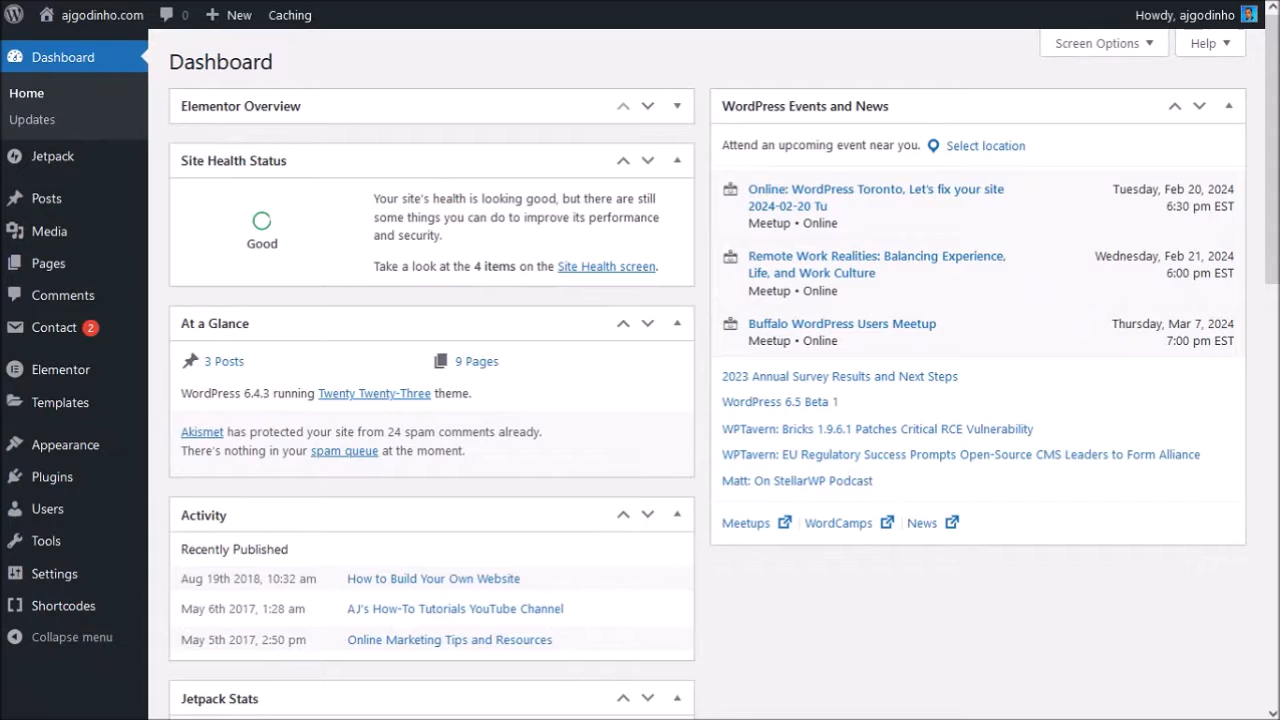 ajgodinho.com 0 New Caching Howdy, ajgodinho
Dashboard
Home
Updates
Jetpack
Posts
Media
Pages
Comments
Contact 2
Elementor
Templates
Appearance
Plugins
Users
Tools
Settings
Shortcodes
Collapse menu
Screen Options
Help
Dashboard
Elementor Overview
Site Health Status
Good
Your site's health is looking good, but there are still
some things you can do to improve its performance
and security.
Take a look at the 4 items on the Site Health screen.
At a Glance
3 Posts
9 Pages
WordPress 6.4.3 running Twenty Twenty-Three theme.
Akismet has protected your site from 24 spam comments already.
There's nothing in your spam queue at the moment.
Activity
Recently Published
Aug 19th 2018, 10:32 am How to Build Your Own Website
May 6th 2017, 1:28 am AJ's How-To Tutorials YouTube Channel
May 5th 2017, 2:50 pm Online Marketing Tips and Resources
Jetpack Stats
WordPress Events and News
Attend an upcoming event near you. Select location
Online: WordPress Toronto, Let's fix your site Tuesday, Feb 20, 2024
2024-02-20 Tu 6:30 pm EST
Meetup • Online
Remote Work Realities: Balancing Experience, Wednesday, Feb 21, 2024
Life, and Work Culture 6:00 pm EST
Meetup • Online
Buffalo WordPress Users Meetup Thursday, Mar 7, 2024
Meetup • Online 7:00 pm EST
2023 Annual Survey Results and Next Steps
WordPress 6.5 Beta 1
WPTavern: Bricks 1.9.6.1 Patches Critical RCE Vulnerability
WPTavern: EU Regulatory Success Prompts Open-Source CMS Leaders to Form Alliance
Matt: On StellarWP Podcast
Meetups WordCamps News